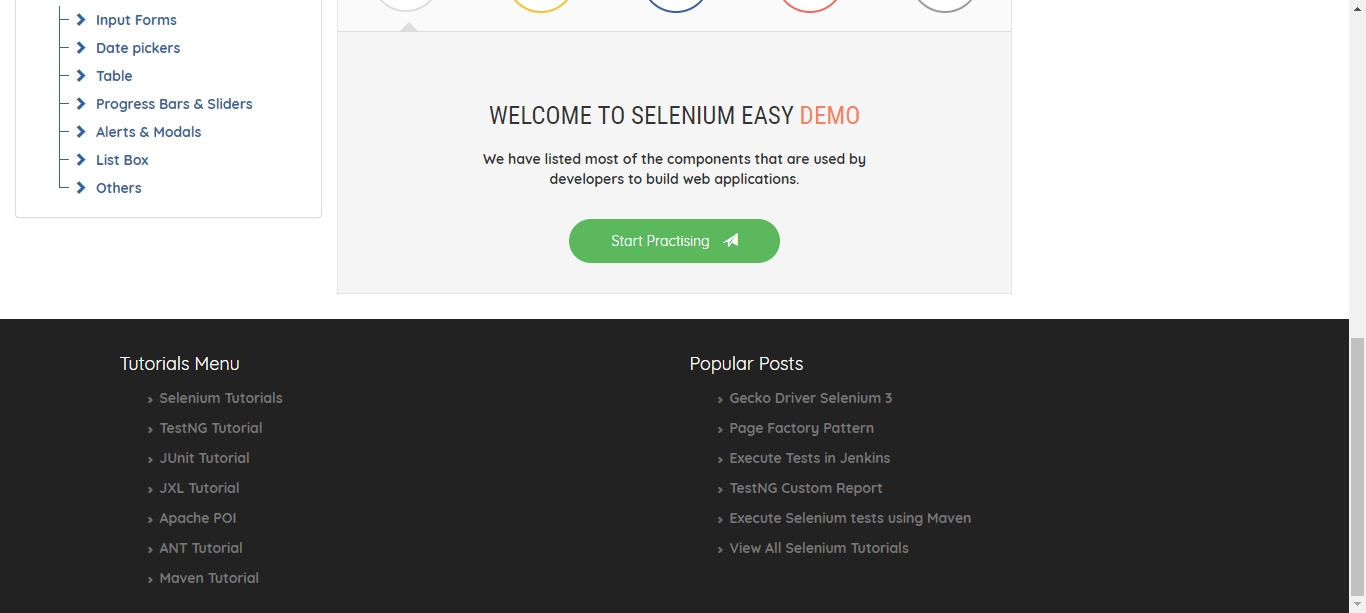 Input Forms
Date pickers
Table
Progress Bars & Sliders
Alerts & Modals
List Box
Others
WELCOME TO SELENIUM EASY DEMO
We have listed most of the components that are used by
developers to build web applications.
Start Practising
Tutorials Menu
Selenium Tutorials
TestNG Tutorial
JUnit Tutorial
JXL Tutorial
Apache POI
ANT Tutorial
Maven Tutorial
Popular Posts
Gecko Driver Selenium 3
Page Factory Pattern
Execute Tests in Jenkins
TestNG Custom Report
Execute Selenium tests using Maven
View All Selenium Tutorials